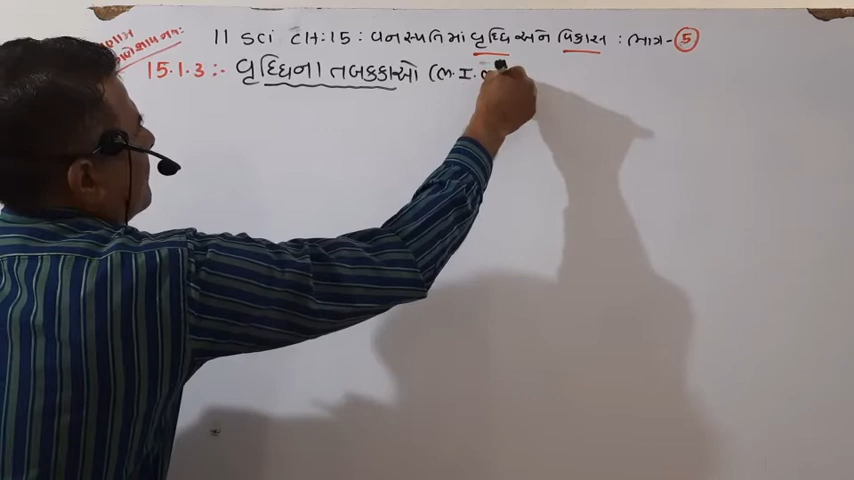 11 sci CH:15 : વનસ્પતિમાં વૃધ્ધિ અને વિકાસ : ભાગ- 5
15.1.3 :- વૃધ્ધિના તબક્કાઓ (M.I.